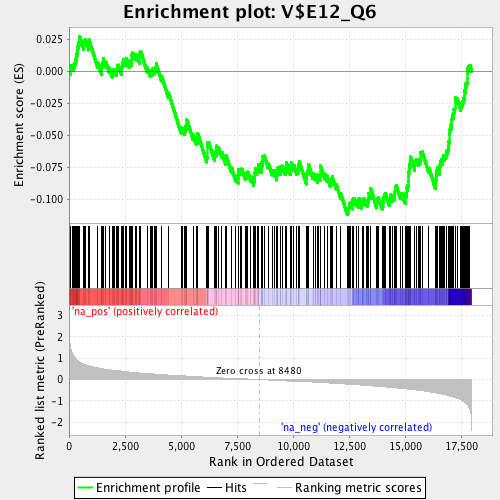 Enrichment plot: V$E12_Q6
Enrichment score (ES)
0.025
0.000
-0.025
-0.050
-0.075
-0.100
'na_pos' (positively correlated)
Ranked list metric (PreRanked)
3
2
1
0
-1
-2
Zero cross at 8480
'na_neg' (negatively correlated)
0
2,500
5,000
7,500
10,000
12,500
15,000
17,500
Rank in Ordered Dataset
Enrichment profile
Hits
Ranking metric scores